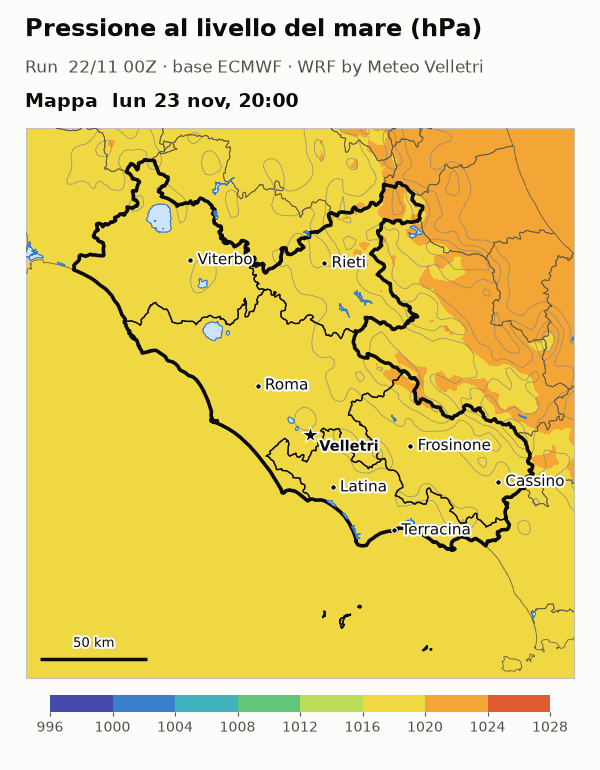 Pressione al livello del mare (hPa)
Run 22/11 00Z · base ECMWF · WRF by Meteo Velletri
Mappa lun 23 nov, 20:00
Viterbo
Rieti
Roma
Velletri
Frosinone
Latina
Cassino
Terracina
50 km
996 1000 1004 1008 1012 1016 1020 1024 1028